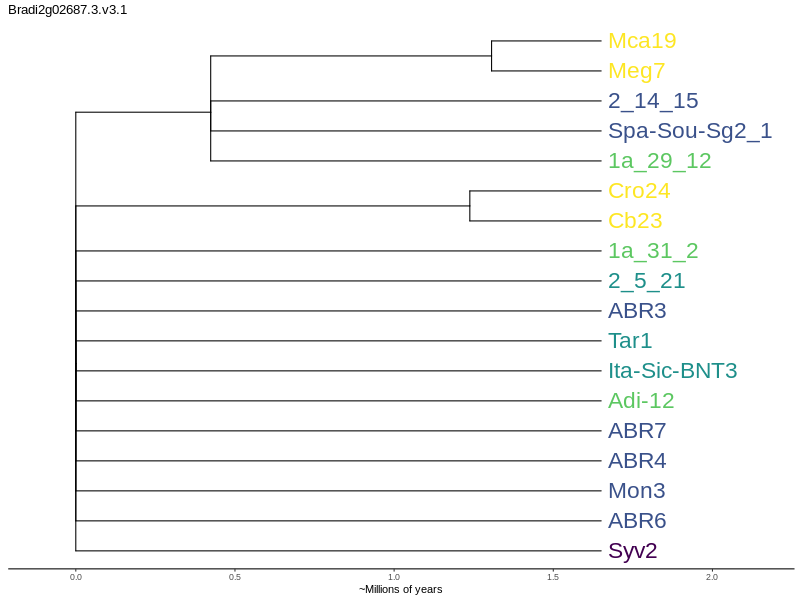 Bradi2g02687.3.v3.1
Mca19
Meg7
2_14_15
Spa-Sou-Sg2_1
1a_29_12
Cro24
Cb23
1a_31_2
2_5_21
ABR3
Tar1
Ita-Sic-BNT3
Adi-12
ABR7
ABR4
Mon3
ABR6
Syv2
0.0 0.5 1.0 1.5 2.0
~Millions of years